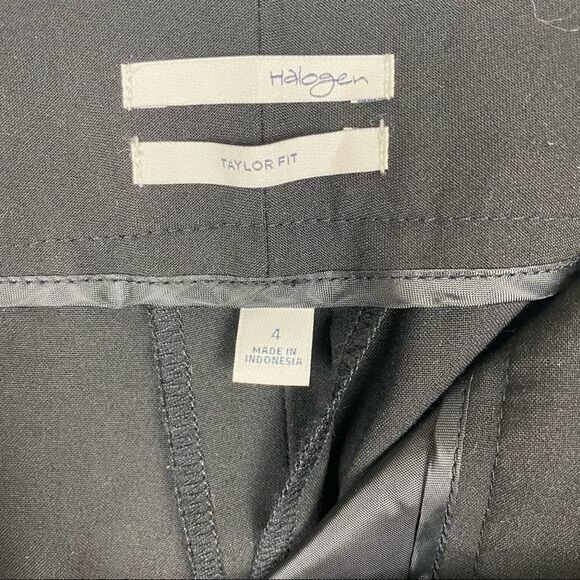 Halogen
TAYLOR FIT
4
MADE IN
INDONESIA